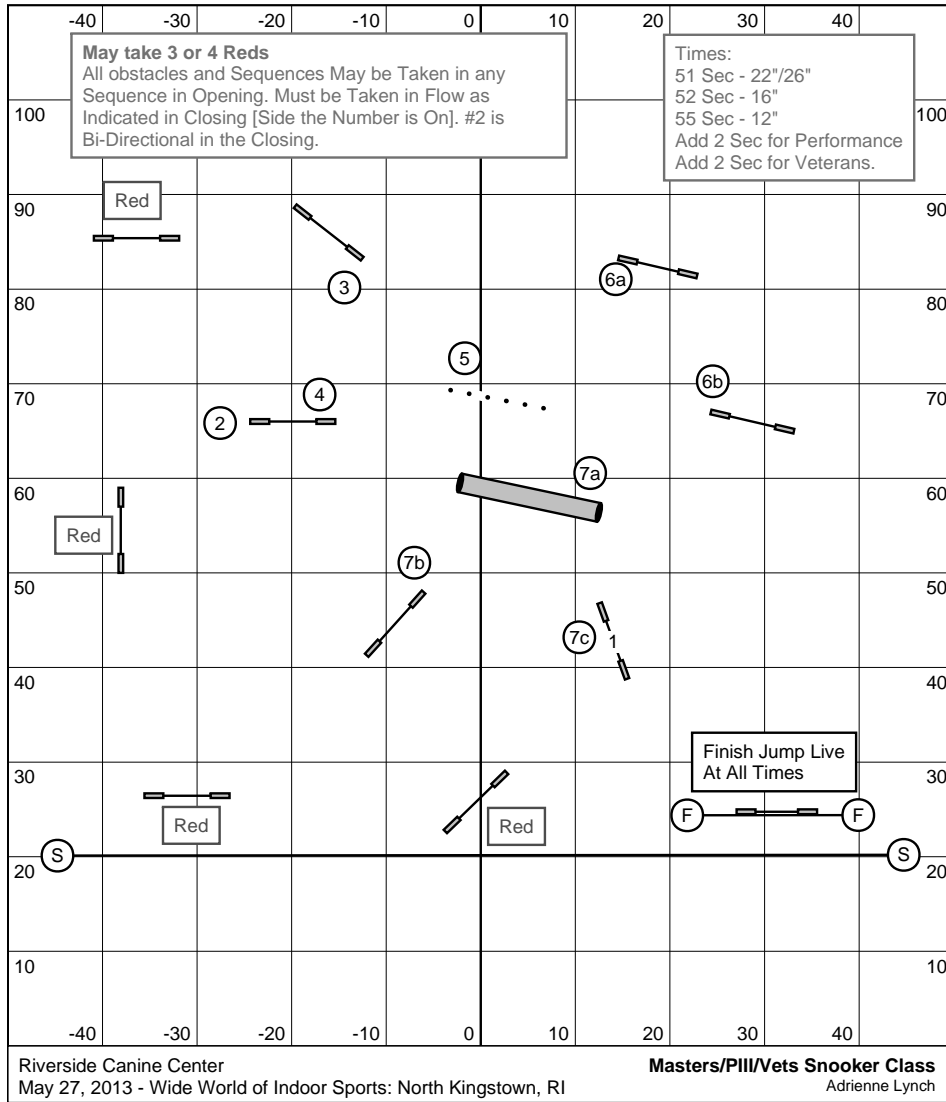 -40 -30 -20 -10 0 10 20 30 40
May take 3 or 4 Reds
All obstacles and Sequences May be Taken in any
Sequence in Opening. Must be Taken in Flow as
Indicated in Closing [Side the Number is On]. #2 is
Bi-Directional in the Closing.
Times:
51 Sec - 22"/26"
52 Sec - 16"
55 Sec - 12"
Add 2 Sec for Performance
Add 2 Sec for Veterans.
100 100
90 90
Red
3
6a
80 80
5
6b
70 70
4
2
7a
60 60
Red
7b
50 50
7c 1
40 40
Finish Jump Live
At All Times
30 30
Red
Red
F F
S S
20 20
10 10
-40 -30 -20 -10 0 10 20 30 40
Riverside Canine Center
May 27, 2013 - Wide World of Indoor Sports: North Kingstown, RI
Masters/PIII/Vets Snooker Class
Adrienne Lynch